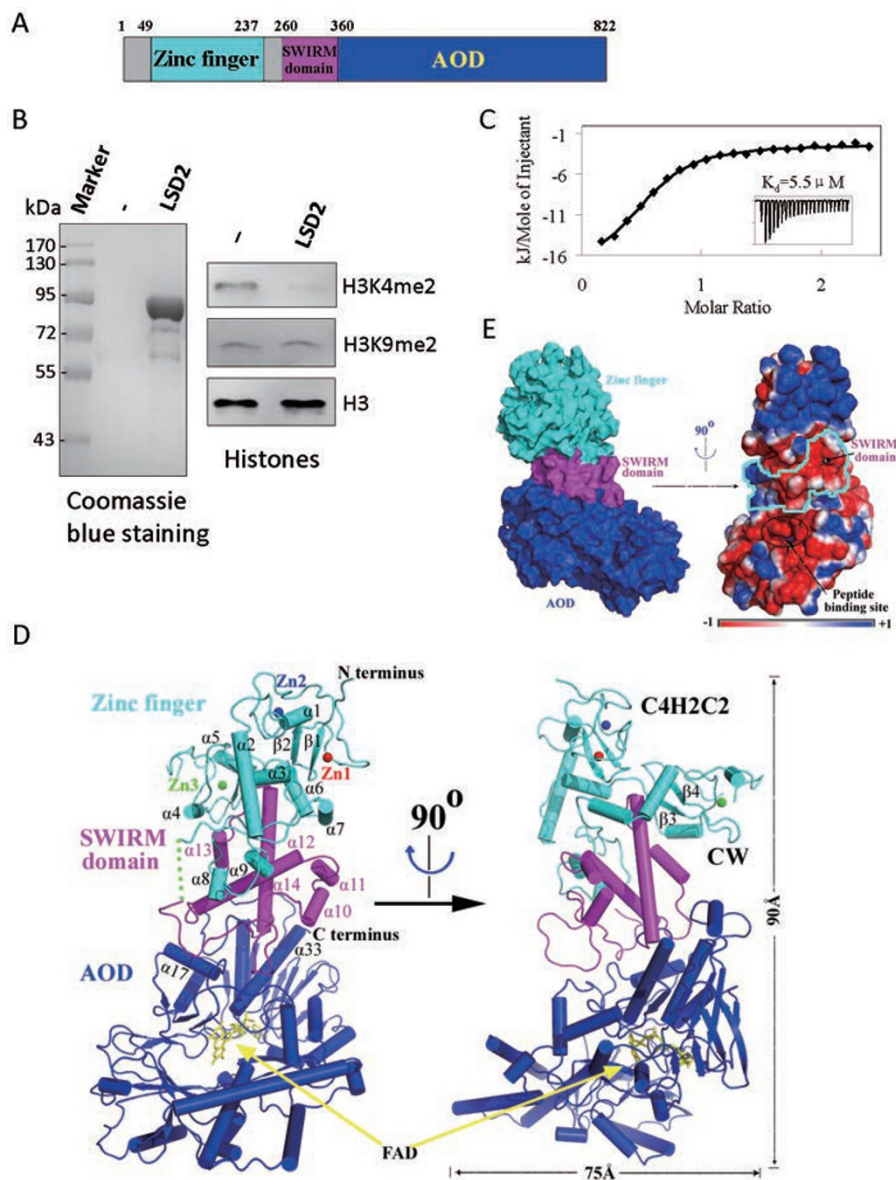 A
1 49 237 260 360 822
Zinc finger
SWIRM
domain
AOD
B
kDa
Marker
-
LSD2
170
130
95
72
55
43
Coomassie
blue staining
-
LSD2
H3K4me2
H3K9me2
H3
Histones
C
kJ/Mole of Injectant
-1
-6
-11
-16
Kd=5.5 μM
0 1 2
Molar Ratio
E
Zinc finger
SWIRM
domain
AOD
90°
SWIRM
domain
Peptide
binding site
-1 +1
D
Zinc finger
Zn2
N terminus
α1
α5
α2
β2
β1
Zn1
Zn3
α3
α6
α4
α7
SWIRM
domain
α13
α12
α8
α9
α14
α11
α10
C terminus
α33
AOD
α17
90°
C4H2C2
β4
β3
CW
90Å
FAD
75Å